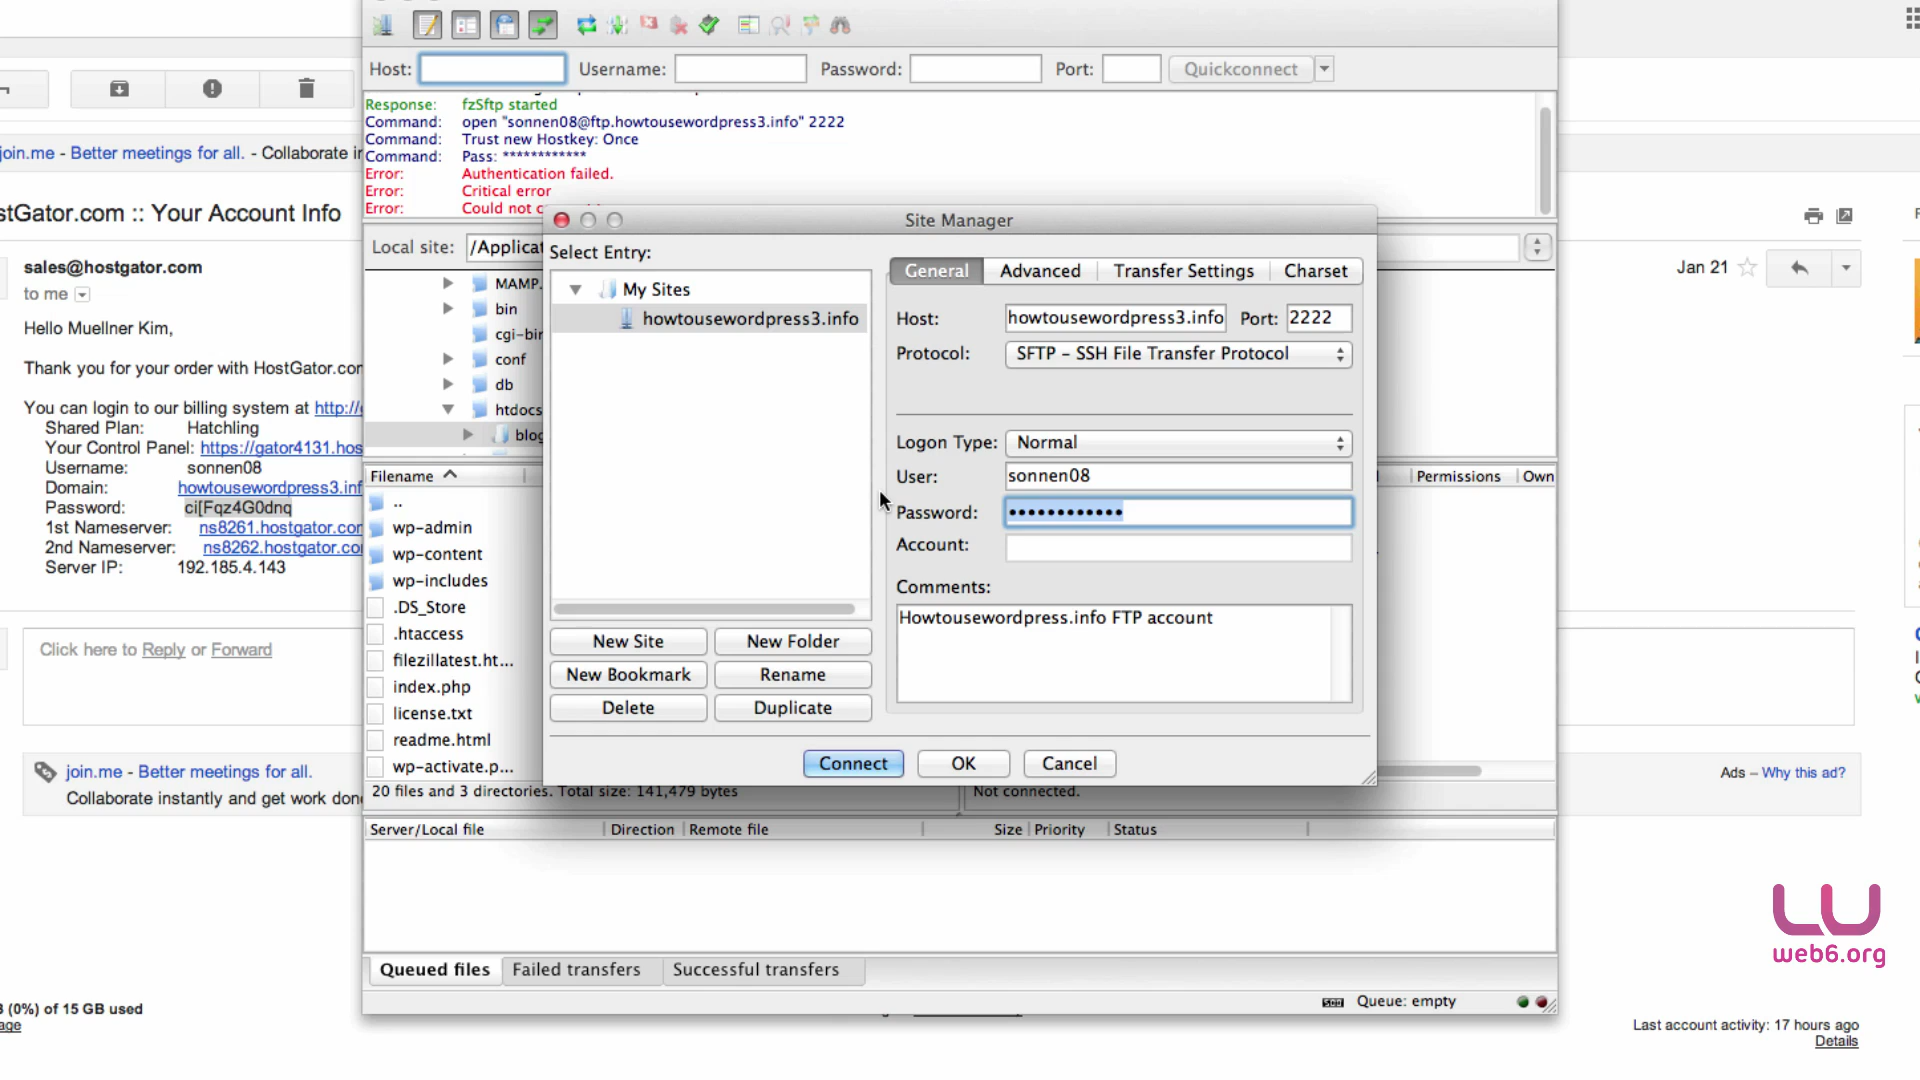 Host:
Username:
Password:
Port:
Quickconnect
Response: fzSftp started
Command: open "sonnen08@ftp.howtousewordpress3.info" 2222
Command: Trust new Hostkey: Once
Command: Pass: ************
Error: Authentication failed.
Error: Critical error
Error: Could not c
join.me - Better meetings for all. - Collaborate in
stGator.com :: Your Account Info
sales@hostgator.com
to me
Jan 21
Hello Muellner Kim,
Thank you for your order with HostGator.com
You can login to our billing system at http://
Shared Plan: Hatchling
Your Control Panel: https://gator4131.hos
Username: sonnen08
Domain: howtousewordpress3.inf
Password: ci[Fqz4G0dnq
1st Nameserver: ns8261.hostgator.com
2nd Nameserver: ns8262.hostgator.com
Server IP: 192.185.4.143
Click here to Reply or Forward
join.me - Better meetings for all.
Collaborate instantly and get work done
Ads – Why this ad?
(0%) of 15 GB used
Last account activity: 17 hours ago
Details
Local site: /Applicat
MAMP
bin
cgi-bin
conf
db
htdocs
blog
Filename
..
wp-admin
wp-content
wp-includes
.DS_Store
.htaccess
filezillatest.ht...
index.php
license.txt
readme.html
wp-activate.p...
20 files and 3 directories. Total size: 141,479 bytes
Permissions
Own
Not connected.
Site Manager
Select Entry:
My Sites
howtousewordpress3.info
New Site
New Folder
New Bookmark
Rename
Delete
Duplicate
General
Advanced
Transfer Settings
Charset
Host: howtousewordpress3.info Port: 2222
Protocol: SFTP – SSH File Transfer Protocol
Logon Type: Normal
User: sonnen08
Password: ••••••••••••
Account:
Comments:
Howtousewordpress.info FTP account
Connect
OK
Cancel
Server/Local file
Direction
Remote file
Size
Priority
Status
Queued files
Failed transfers
Successful transfers
Queue: empty
web6.org